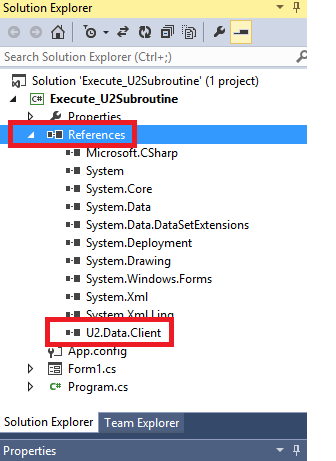 Solution Explorer
Search Solution Explorer (Ctrl+;)
Solution 'Execute_U2Subroutine' (1 project)
C# Execute_U2Subroutine
Properties
References
Microsoft.CSharp
System
System.Core
System.Data
System.Data.DataSetExtensions
System.Deployment
System.Drawing
System.Windows.Forms
System.Xml
System.Xml.Linq
U2.Data.Client
App.config
Form1.cs
C# Program.cs
Solution Explorer Team Explorer
Properties